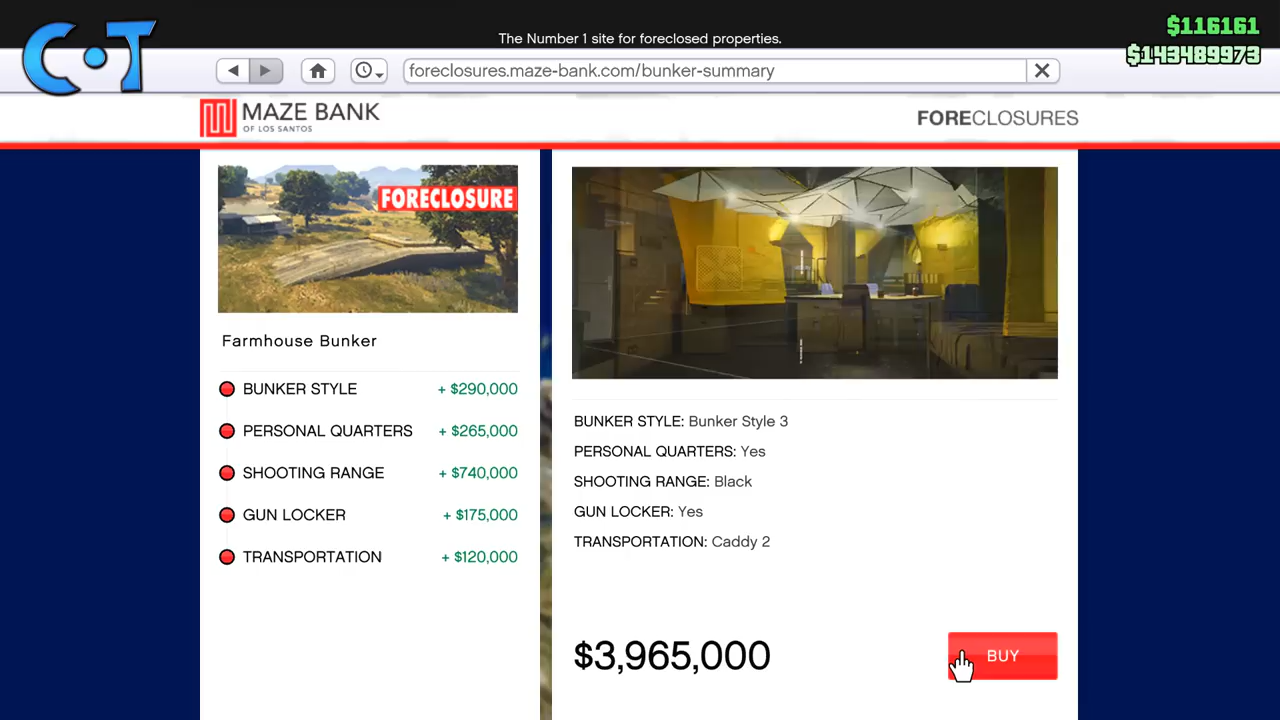 C•T
The Number 1 site for foreclosed properties.
$116161
$143489973
foreclosures.maze-bank.com/bunker-summary
MAZE BANK
OF LOS SANTOS
FORECLOSURES
FORECLOSURE
Farmhouse Bunker
BUNKER STYLE + $290,000
PERSONAL QUARTERS + $265,000
SHOOTING RANGE + $740,000
GUN LOCKER + $175,000
TRANSPORTATION + $120,000
BUNKER STYLE: Bunker Style 3
PERSONAL QUARTERS: Yes
SHOOTING RANGE: Black
GUN LOCKER: Yes
TRANSPORTATION: Caddy 2
$3,965,000
BUY